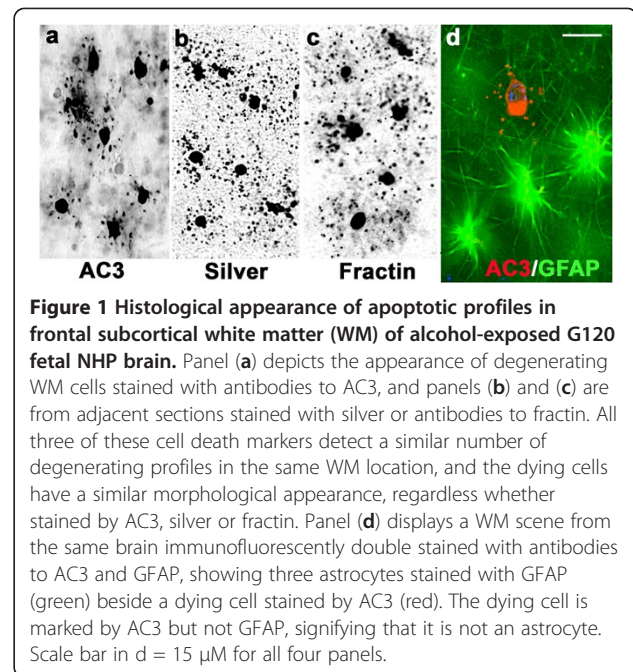 a b c d
AC3 Silver Fractin AC3/GFAP
Figure 1 Histological appearance of apoptotic profiles in
frontal subcortical white matter (WM) of alcohol-exposed G120
fetal NHP brain. Panel (a) depicts the appearance of degenerating
WM cells stained with antibodies to AC3, and panels (b) and (c) are
from adjacent sections stained with silver or antibodies to fractin. All
three of these cell death markers detect a similar number of
degenerating profiles in the same WM location, and the dying cells
have a similar morphological appearance, regardless whether
stained by AC3, silver or fractin. Panel (d) displays a WM scene from
the same brain immunofluorescently double stained with antibodies
to AC3 and GFAP, showing three astrocytes stained with GFAP
(green) beside a dying cell stained by AC3 (red). The dying cell is
marked by AC3 but not GFAP, signifying that it is not an astrocyte.
Scale bar in d = 15 μM for all four panels.